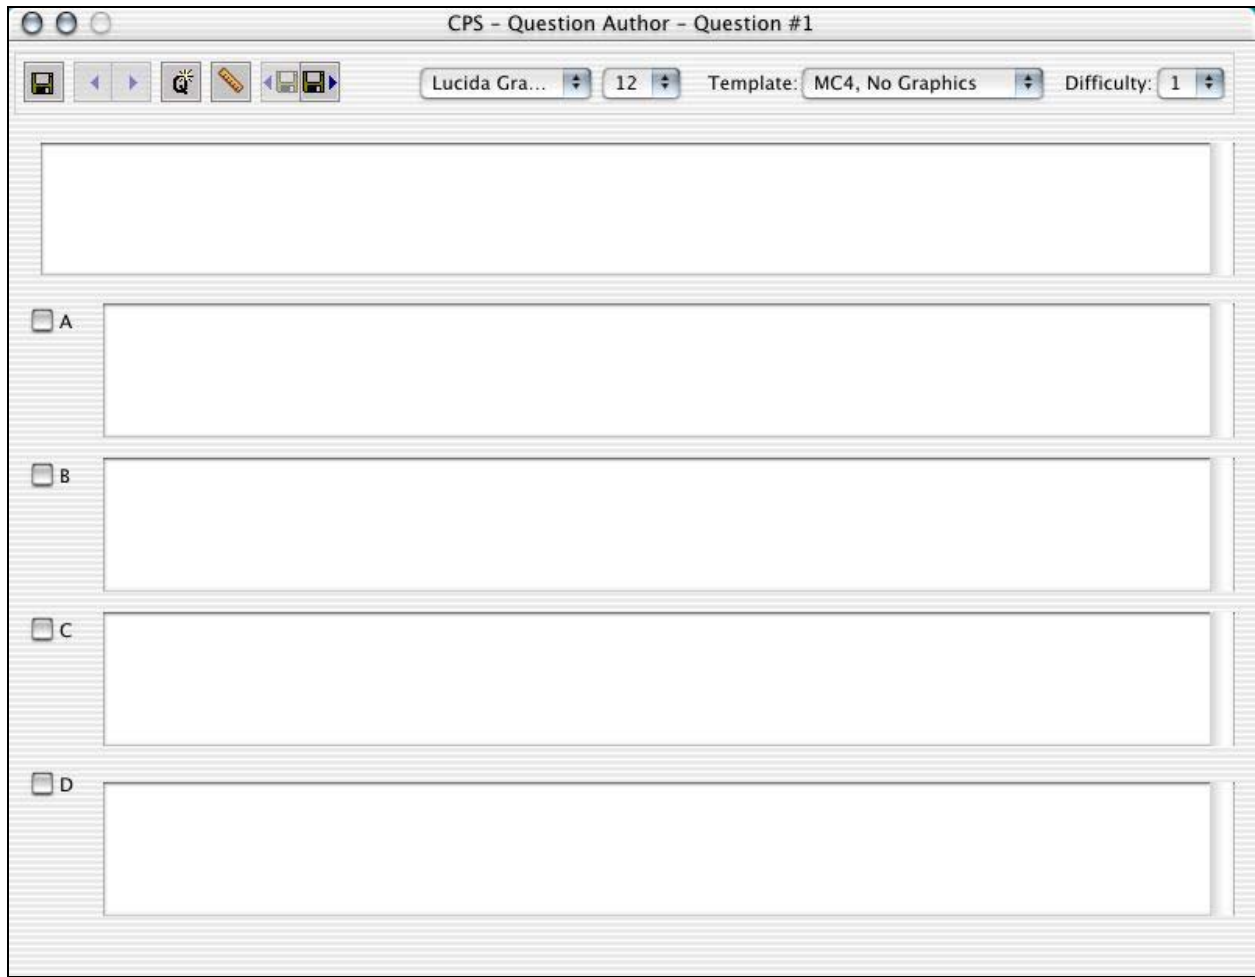 CPS – Question Author – Question #1
Lucida Gra... 12 Template: MC4, No Graphics Difficulty: 1
A
B
C
D